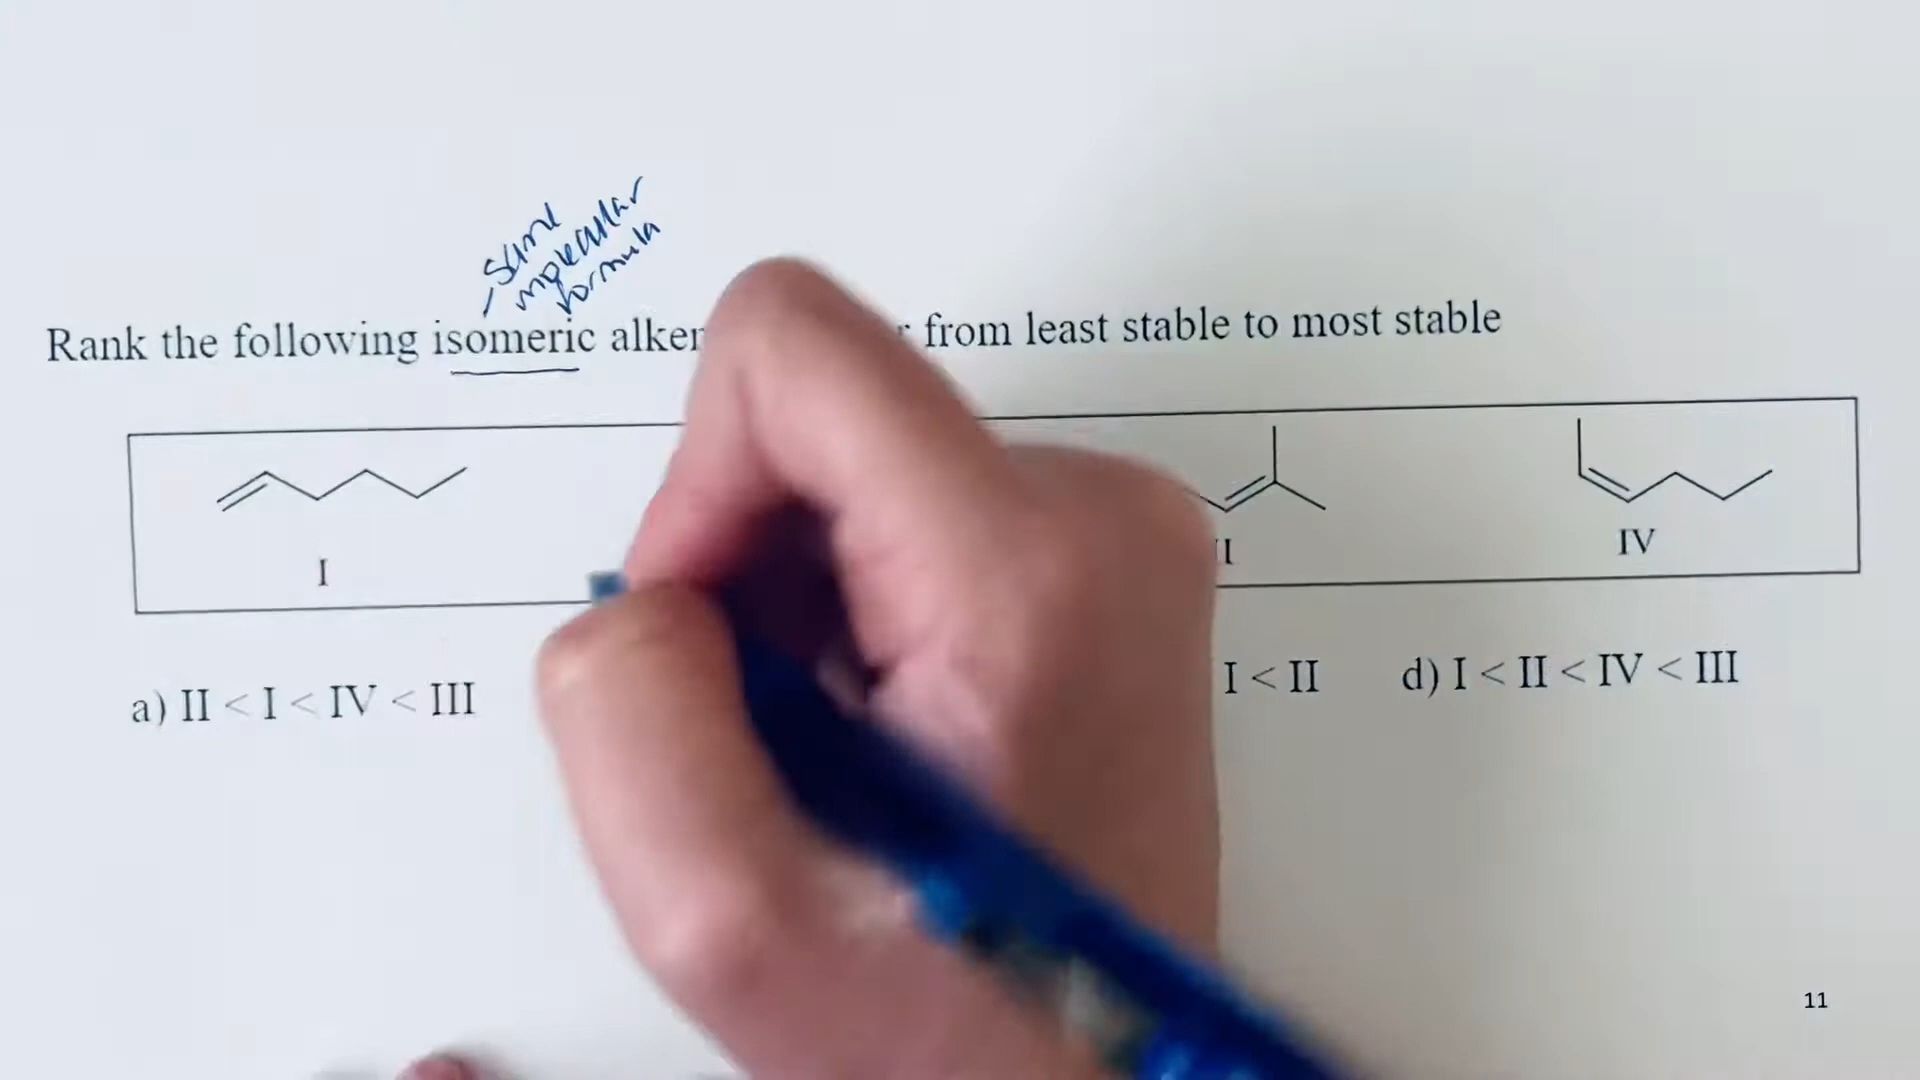 same
molecular
formula
Rank the following isomeric from least stable to most stable
I
IV
a) II < I < IV < III
I < II
d) I < II < IV < III
11